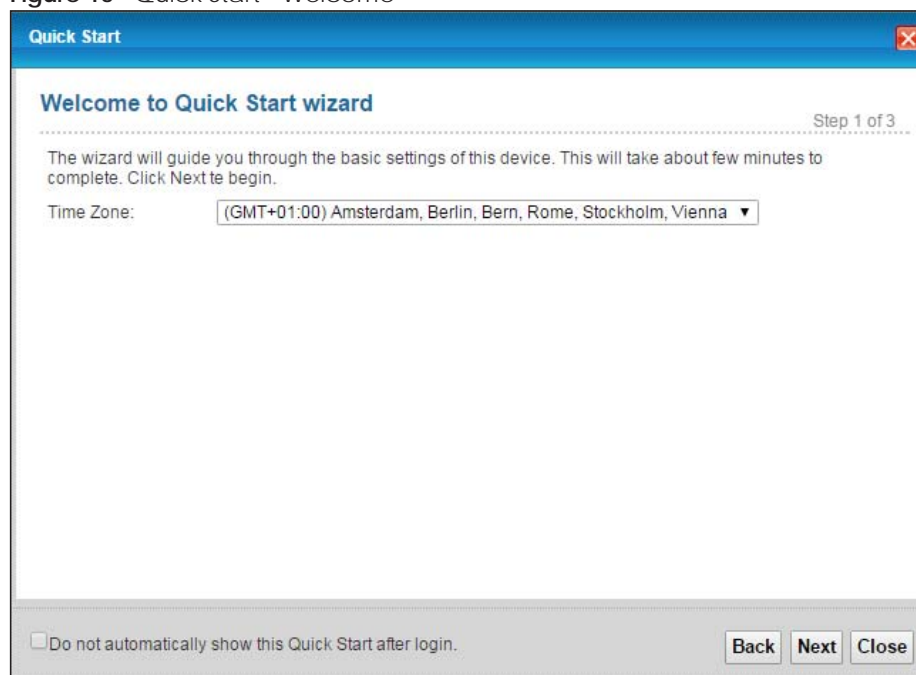 Quick Start
Welcome to Quick Start wizard
Step 1 of 3
The wizard will guide you through the basic settings of this device. This will take about few minutes to
complete. Click Next te begin.
Time Zone: (GMT+01:00) Amsterdam, Berlin, Bern, Rome, Stockholm, Vienna
Do not automatically show this Quick Start after login.
Back Next Close